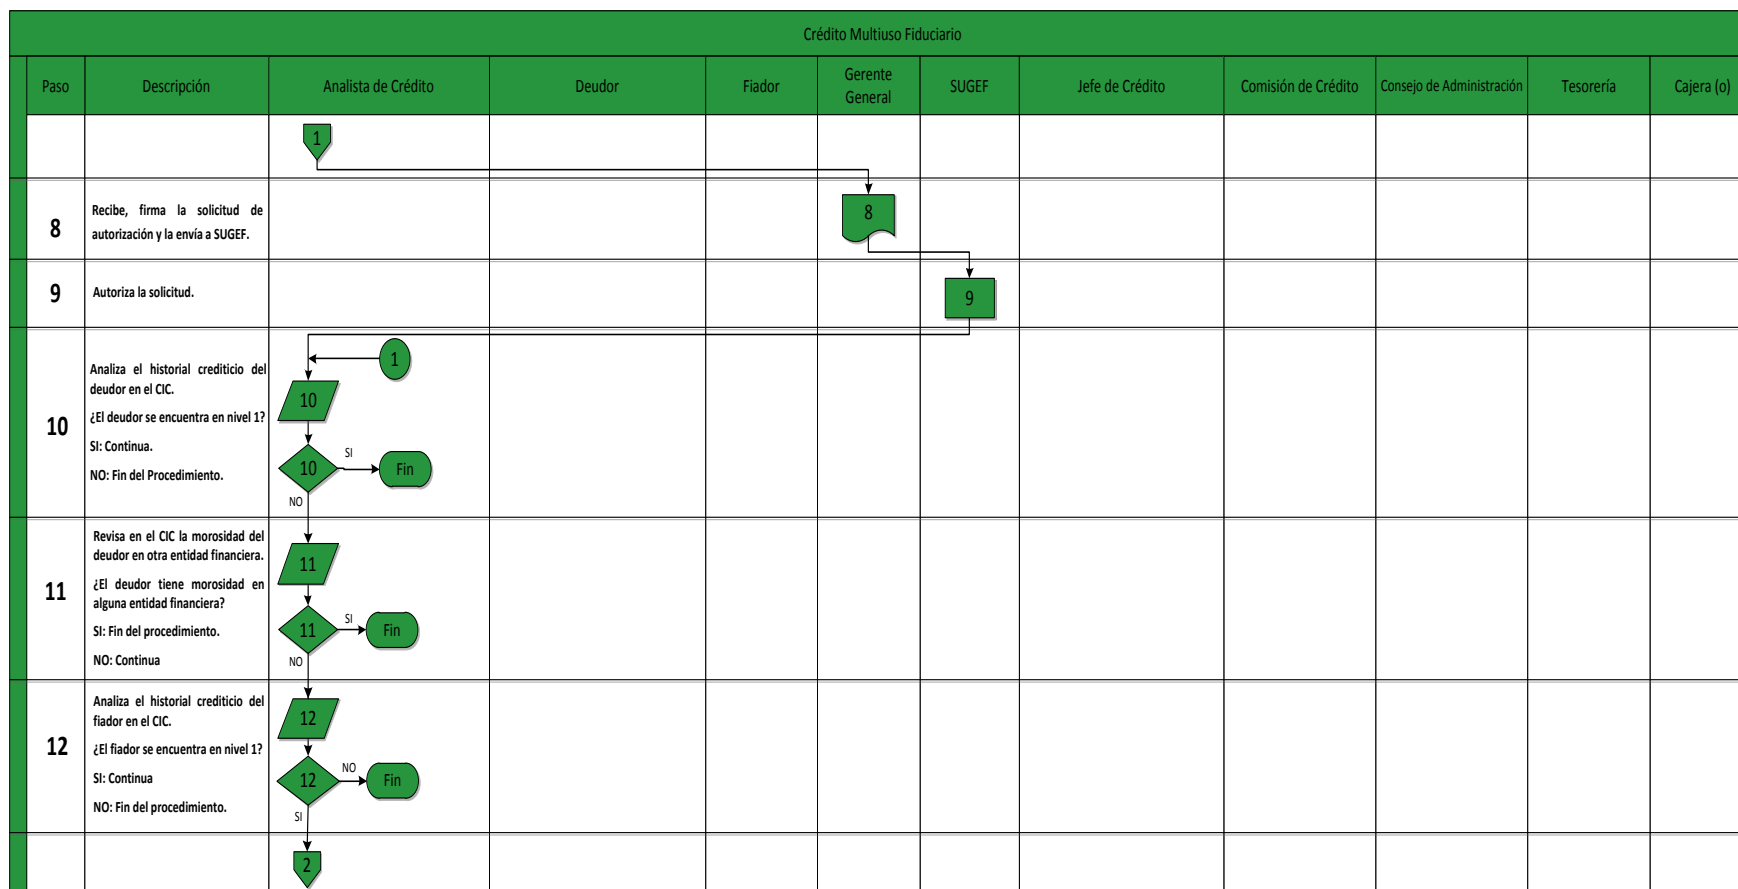 Crédito Multiuso Fiduciario
Paso
Descripción
Analista de Crédito
Deudor
Fiador
Gerente
General
SUGEF
Jefe de Crédito
Comisión de Crédito
Consejo de Administración
Tesorería
Cajera (o)
1
8
Recibe, firma la solicitud de
autorización y la envía a SUGEF.
8
9
Autoriza la solicitud.
9
10
Analiza el historial crediticio del
deudor en el CIC.
¿El deudor se encuentra en nivel 1?
SI: Continua.
NO: Fin del Procedimiento.
1
10
10
SI
Fin
NO
11
Revisa en el CIC la morosidad del
deudor en otra entidad financiera.
¿El deudor tiene morosidad en
alguna entidad financiera?
SI: Fin del procedimiento.
NO: Continua
11
11
SI
Fin
NO
12
Analiza el historial crediticio del
fiador en el CIC.
¿El fiador se encuentra en nivel 1?
SI: Continua
NO: Fin del procedimiento.
12
12
NO
Fin
SI
2